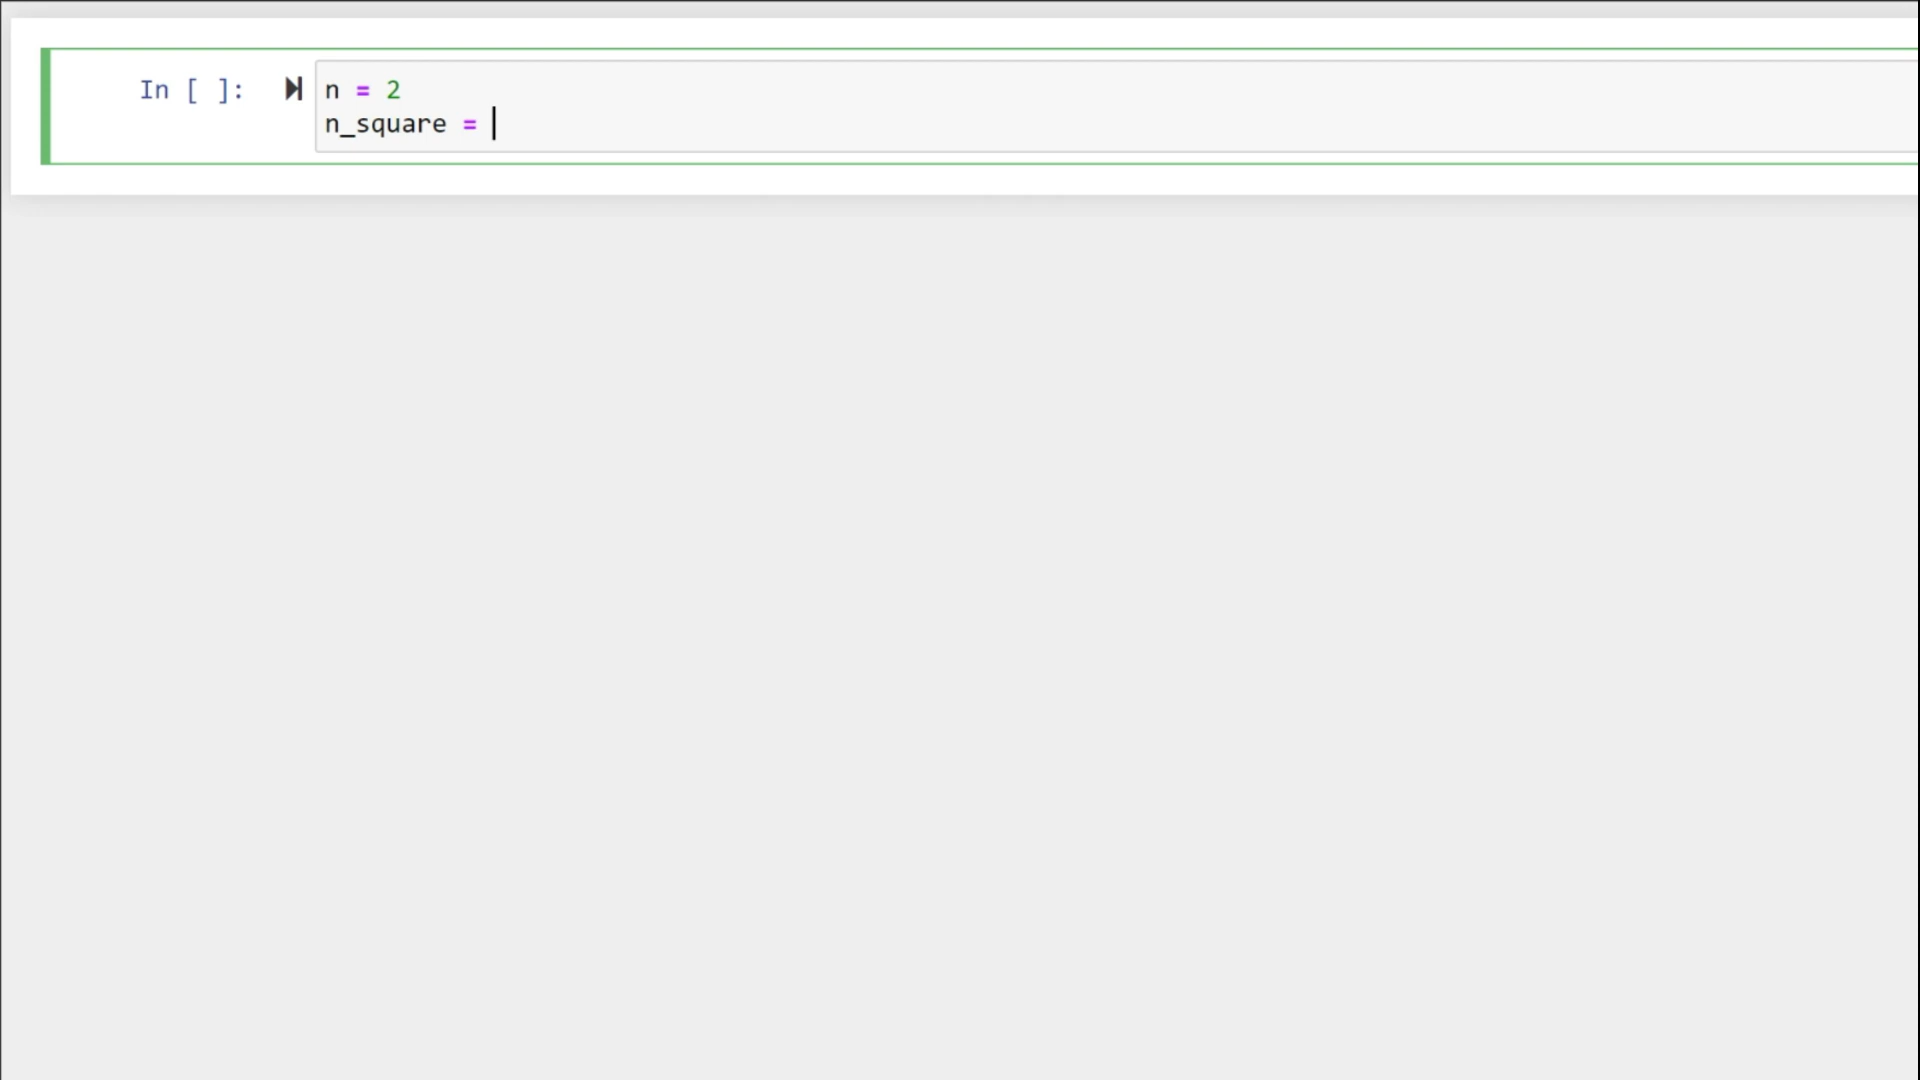 In [ ]: n = 2
n_square =